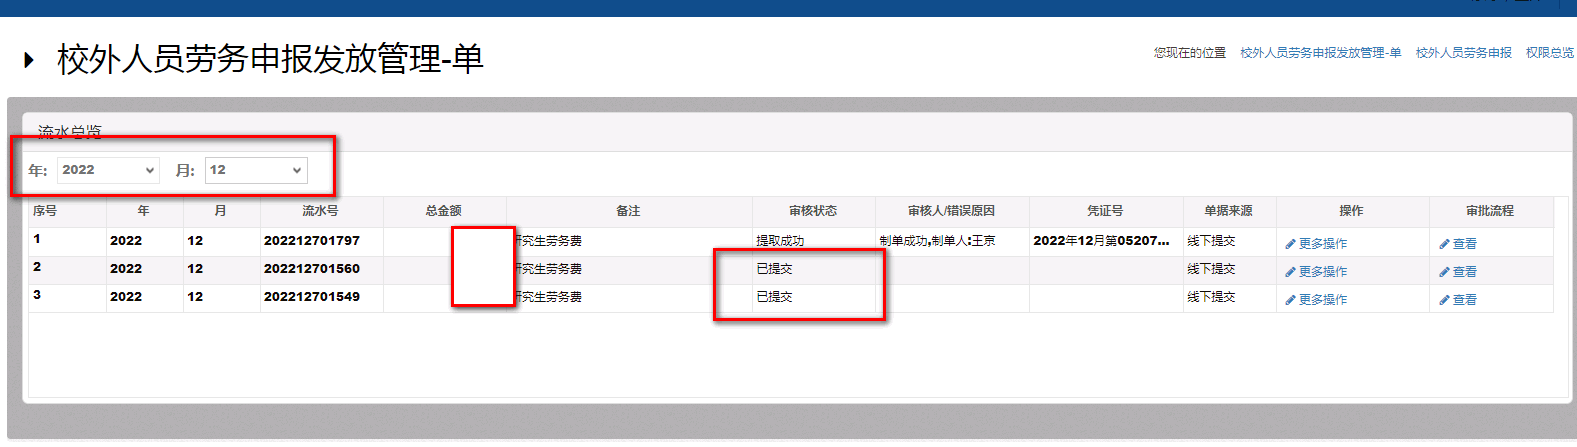 校外人员劳务申报发放管理-单
您现在的位置 校外人员劳务申报发放管理-单 校外人员劳务申报 权限总览
流水总览
年: 2022 月: 12
序号 年 月 流水号 总金额 备注 审核状态 审核人/错误原因 凭证号 单据来源 操作 审批流程
1 2022 12 202212701797 研究生劳务费 提取成功 制单成功,制单人:王京 2022年12月第05207... 线下提交 更多操作 查看
2 2022 12 202212701560 研究生劳务费 已提交 线下提交 更多操作 查看
3 2022 12 202212701549 研究生劳务费 已提交 线下提交 更多操作 查看